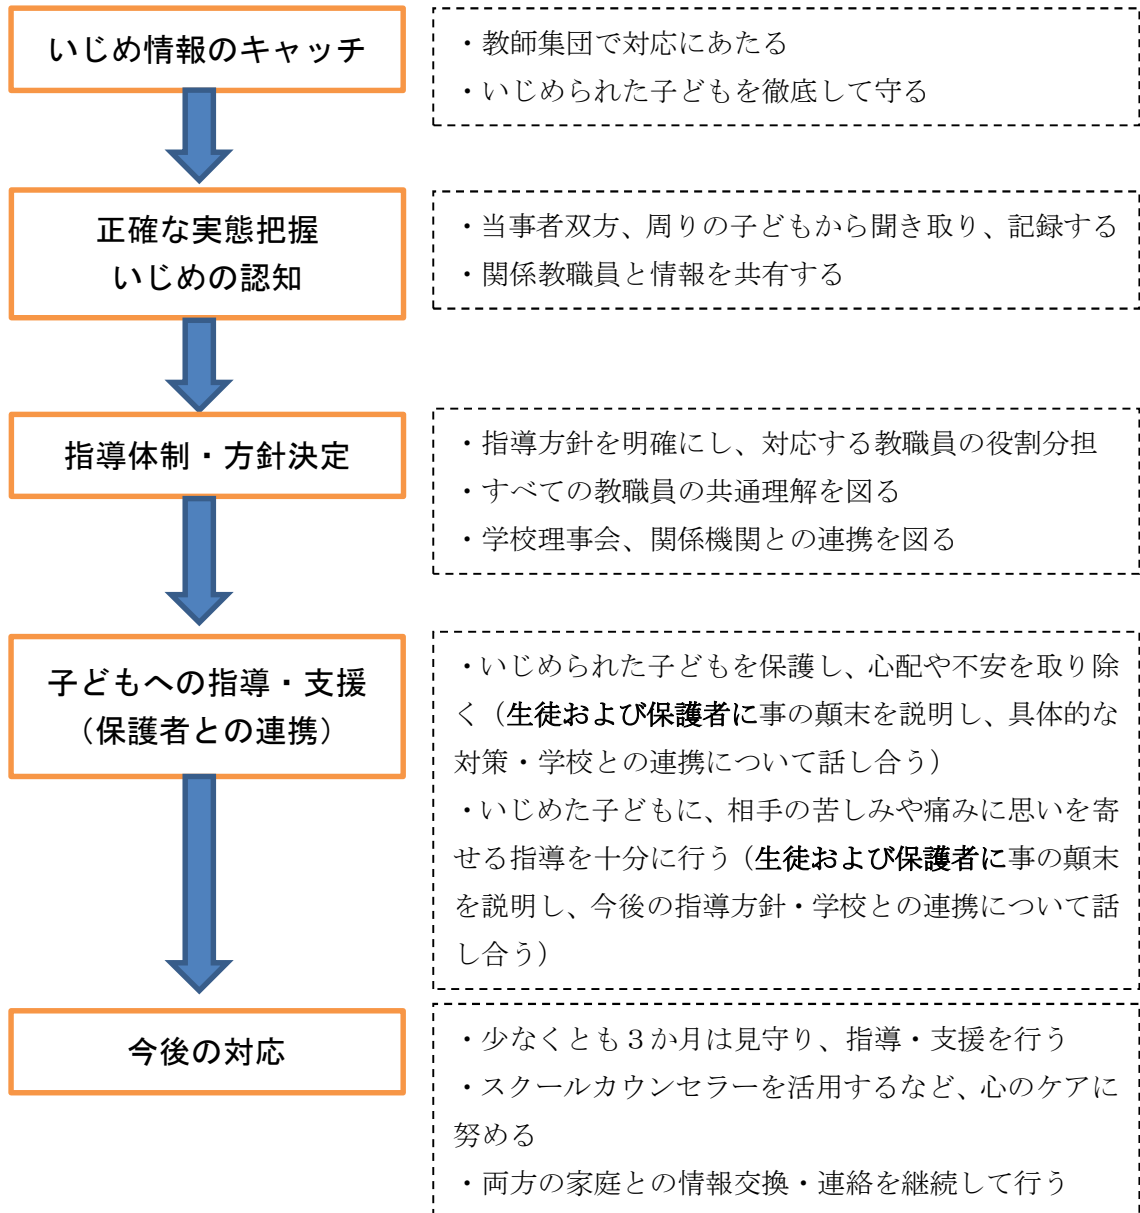 いじめ情報のキャッチ
・教師集団で対応にあたる
・いじめられた子どもを徹底して守る
正確な実態把握
いじめの認知
・当事者双方、周りの子どもから聞き取り、記録する
・関係教職員と情報を共有する
指導体制・方針決定
・指導方針を明確にし、対応する教職員の役割分担
・すべての教職員の共通理解を図る
・学校理事会、関係機関との連携を図る
子どもへの指導・支援
（保護者との連携）
・いじめられた子どもを保護し、心配や不安を取り除
く（生徒および保護者に事の顛末を説明し、具体的な
対策・学校との連携について話し合う）
・いじめた子どもに、相手の苦しみや痛みに思いを寄
せる指導を十分に行う（生徒および保護者に事の顛末
を説明し、今後の指導方針・学校との連携について話
し合う）
今後の対応
・少なくとも３か月は見守り、指導・支援を行う
・スクールカウンセラーを活用するなど、心のケアに
努める
・両方の家庭との情報交換・連絡を継続して行う